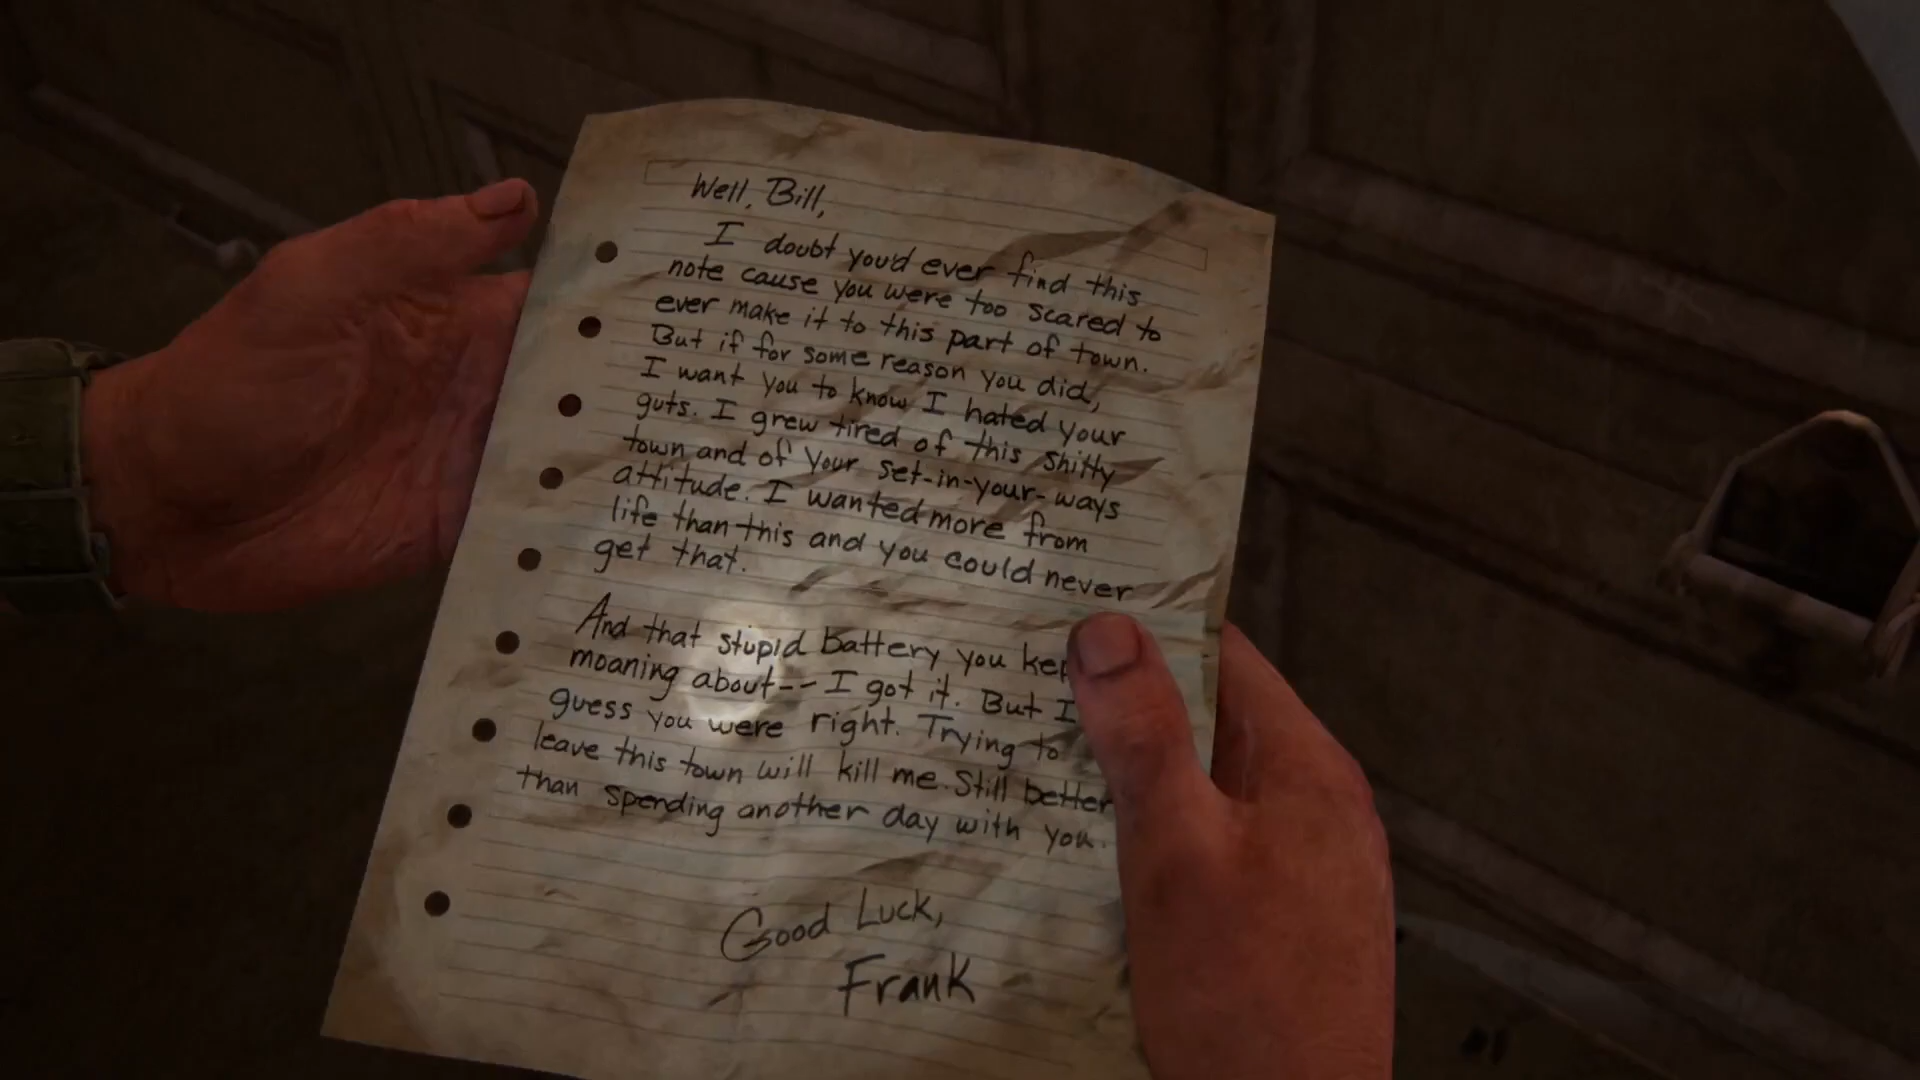 Well, Bill,
I doubt you'd ever find this
note cause you were too scared to
ever make it to this part of town.
But if for some reason you did,
I want you to know I hated your
guts. I grew tired of this shitty
town and of your set-in-your-ways
attitude. I wanted more from
life than this and you could never
get that.
And that stupid battery you kep
moaning about-- I got it. But I
guess you were right. Trying to
leave this town will kill me. Still better
than spending another day with you.
Good Luck,
Frank